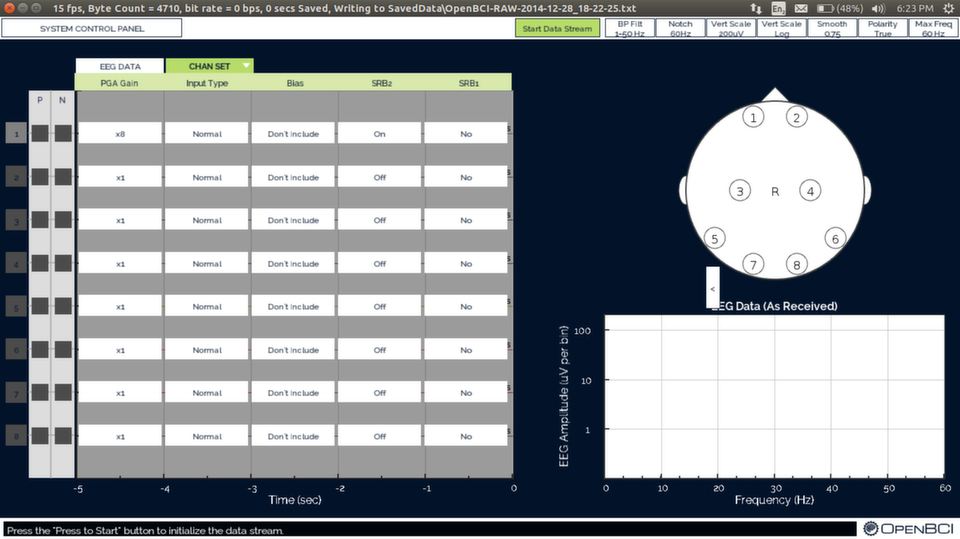 15 fps, Byte Count = 4710, bit rate = 0 bps, 0 secs Saved, Writing to SavedData\OpenBCI-RAW-2014-12-28_18-22-25.txt
En (48%) 6:23 PM
SYSTEM CONTROL PANEL
Start Data Stream
BP Filt
1-50 Hz
Notch
60Hz
Vert Scale
200uV
Vert Scale
Log
Smooth
0.75
Polarity
True
Max Freq
60 Hz
EEG DATA CHAN SET
PGA Gain Input Type Bias SRB2 SRB1
P N
1 x8 Normal Don't Include On No
2 x1 Normal Don't Include Off No
3 x1 Normal Don't Include Off No
4 x1 Normal Don't Include Off No
5 x1 Normal Don't Include Off No
6 x1 Normal Don't Include Off No
7 x1 Normal Don't Include Off No
8 x1 Normal Don't Include Off No
-5 -4 -3 -2 -1 0
Time (sec)
1 2
3 R 4
5 6
7 8
<
EEG Data (As Received)
EEG Amplitude (uV per bin)
100
10
1
0 10 20 30 40 50 60
Frequency (Hz)
Press the "Press to Start" button to initialize the data stream.
OPENBCI